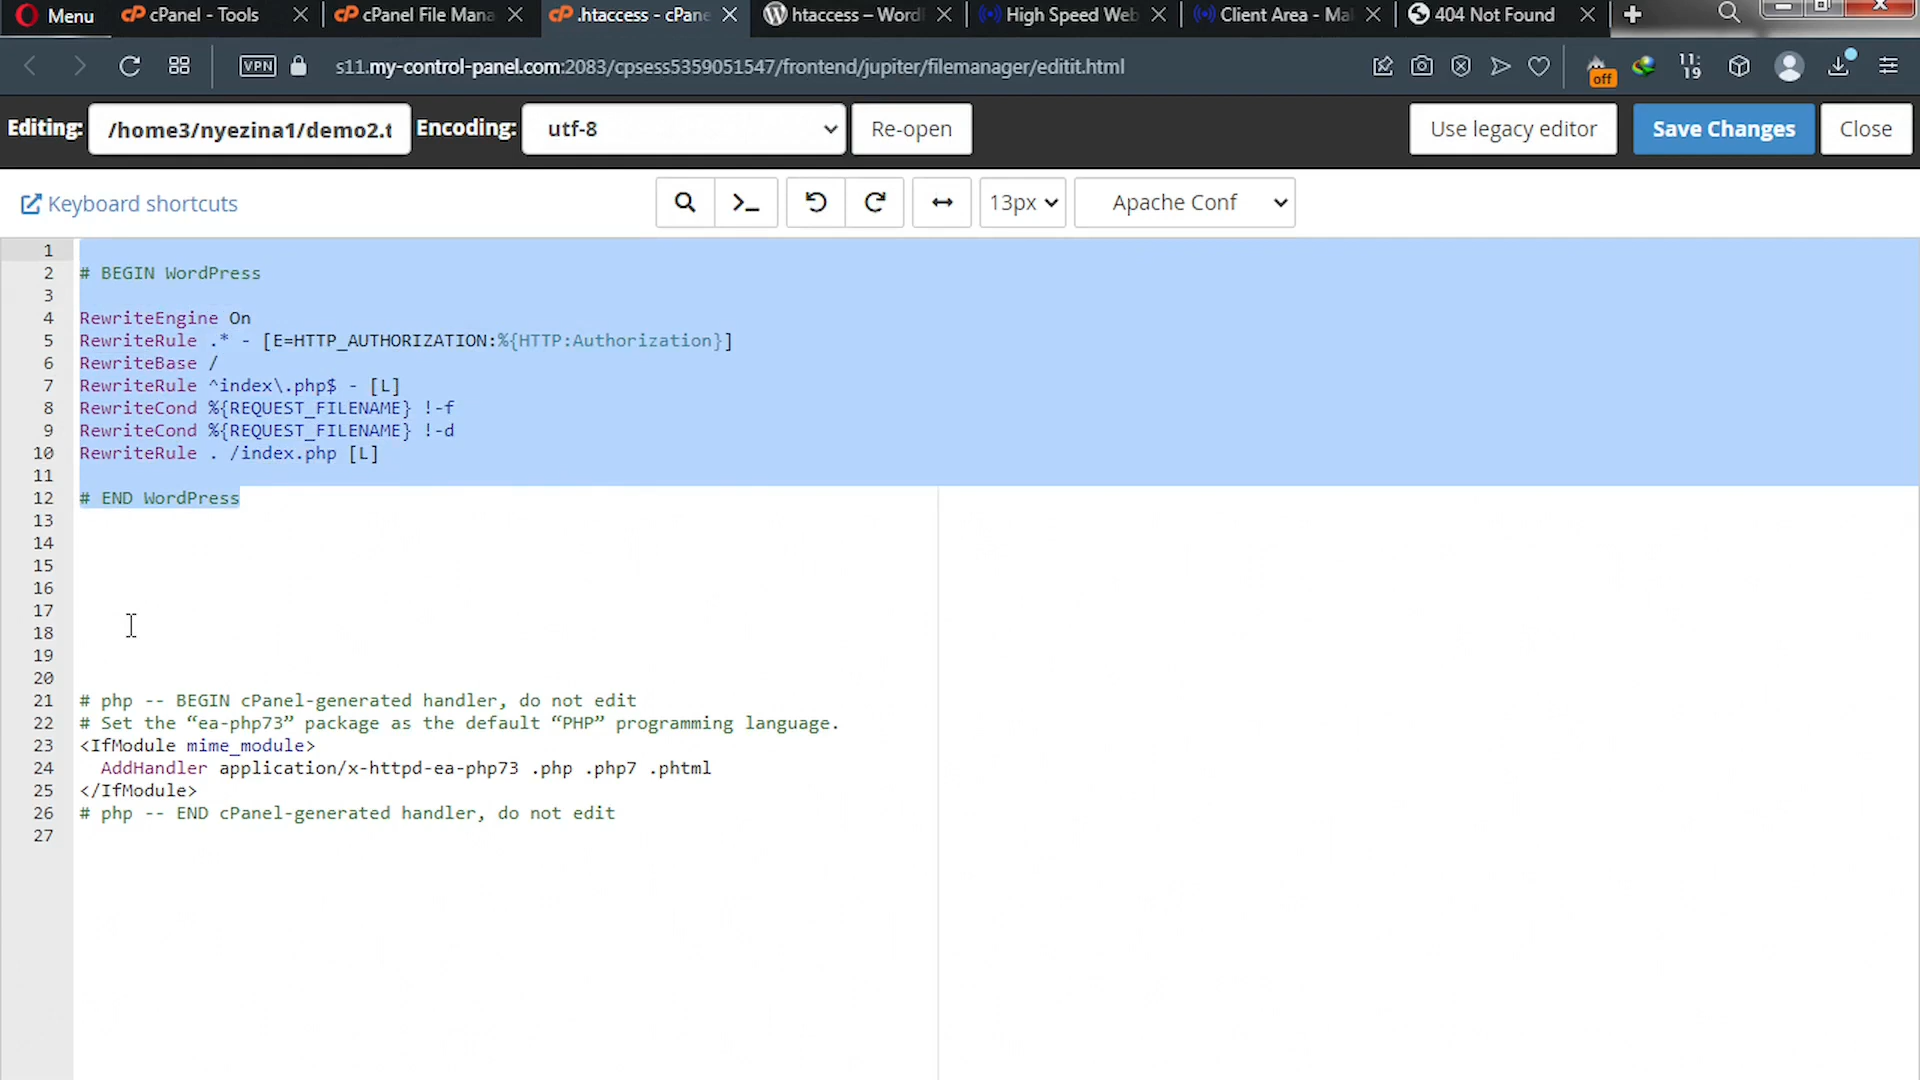 Menu
cPanel - Tools
cPanel File Mana
.htaccess - cPane
htaccess – Word
High Speed Web
Client Area - Ma
404 Not Found
VPN
s11.my-control-panel.com:2083/cpsess5359051547/frontend/jupiter/filemanager/editit.html
off
11:
19
Editing:
/home3/nyezina1/demo2.t
Encoding:
utf-8
Re-open
Use legacy editor
Save Changes
Close
Keyboard shortcuts
13px
Apache Conf
1
2 # BEGIN WordPress
3
4 RewriteEngine On
5 RewriteRule .* - [E=HTTP_AUTHORIZATION:%{HTTP:Authorization}]
6 RewriteBase /
7 RewriteRule ^index\.php$ - [L]
8 RewriteCond %{REQUEST_FILENAME} !-f
9 RewriteCond %{REQUEST_FILENAME} !-d
10 RewriteRule . /index.php [L]
11
12 # END WordPress
13
14
15
16
17
18
19
20
21 # php -- BEGIN cPanel-generated handler, do not edit
22 # Set the “ea-php73” package as the default “PHP” programming language.
23 <IfModule mime_module>
24   AddHandler application/x-httpd-ea-php73 .php .php7 .phtml
25 </IfModule>
26 # php -- END cPanel-generated handler, do not edit
27